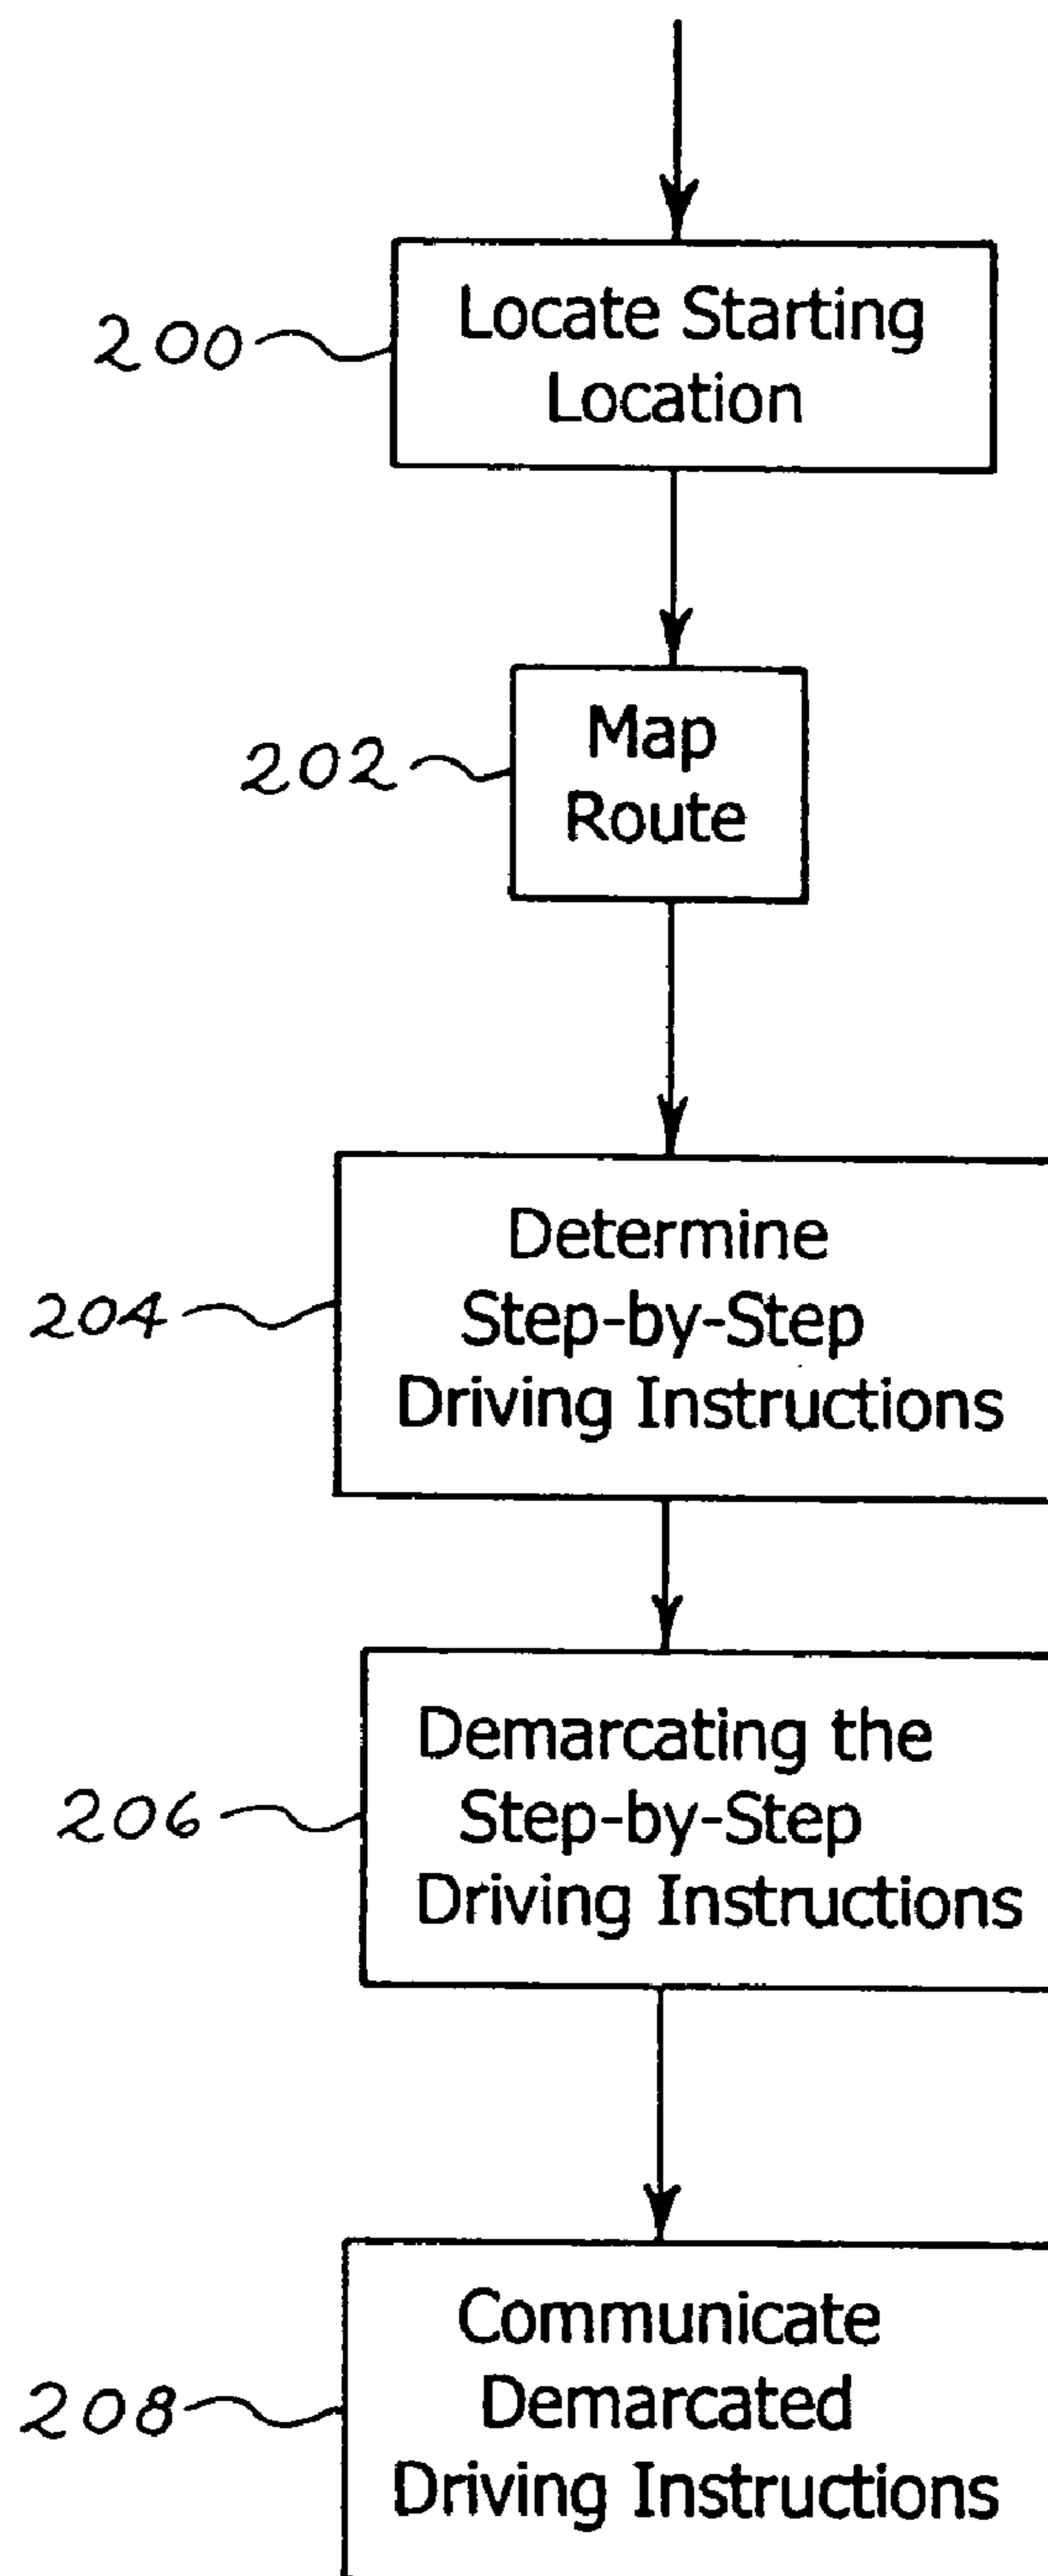 200
Locate Starting
Location
202
Map
Route
204
Determine
Step-by-Step
Driving Instructions
206
Demarcating the
Step-by-Step
Driving Instructions
208
Communicate
Demarcated
Driving Instructions